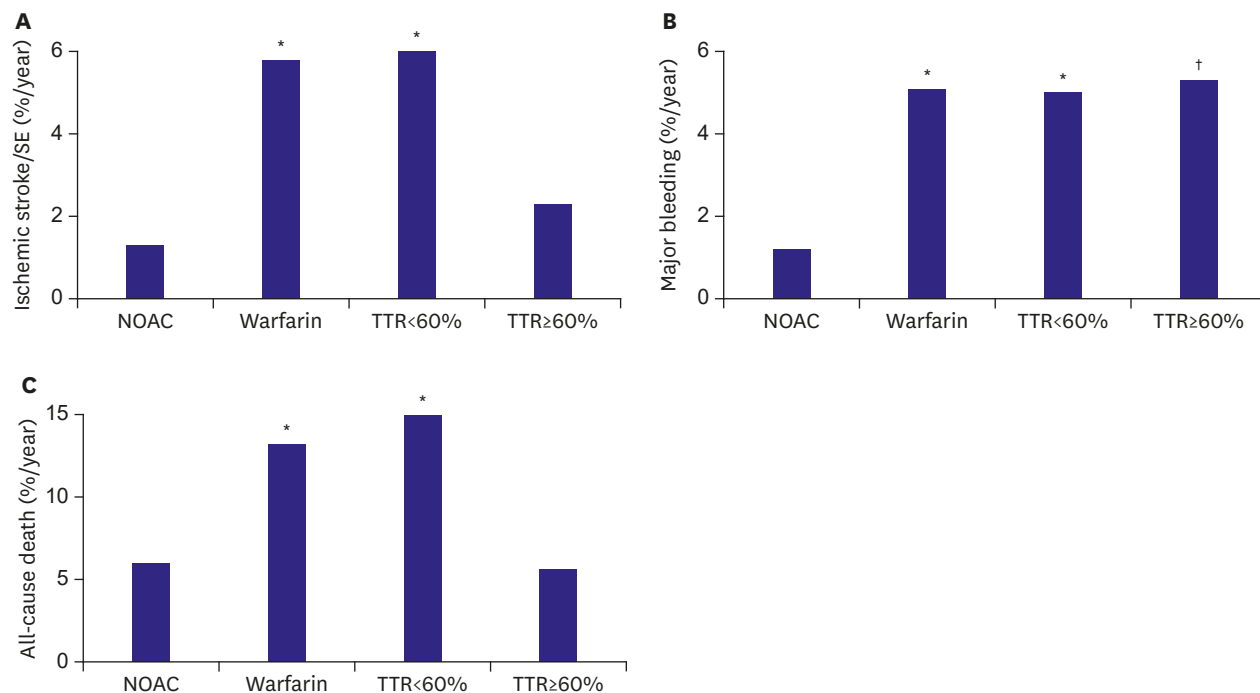 A
Ischemic stroke/SE (%/year)
6
4
2
0
*
*
NOAC
Warfarin
TTR<60%
TTR≥60%
B
Major bleeding (%/year)
6
4
2
0
*
*
†
NOAC
Warfarin
TTR<60%
TTR≥60%
C
All-cause death (%/year)
15
10
5
0
*
*
NOAC
Warfarin
TTR<60%
TTR≥60%